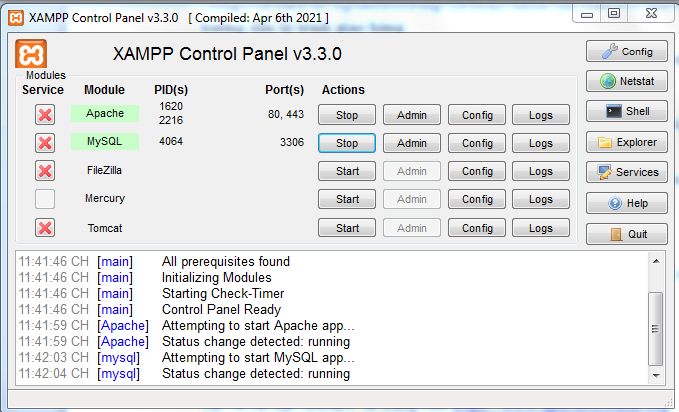 XAMPP Control Panel v3.3.0 [ Compiled: Apr 6th 2021 ]
XAMPP Control Panel v3.3.0
Config
Modules
Service Module PID(s) Port(s) Actions
Netstat
Apache 1620 2216 80, 443 Stop Admin Config Logs
Shell
MySQL 4064 3306 Stop Admin Config Logs
Explorer
FileZilla Start Admin Config Logs
Services
Mercury Start Admin Config Logs
Help
Tomcat Start Admin Config Logs
Quit
11:41:46 CH [main] All prerequisites found
11:41:46 CH [main] Initializing Modules
11:41:46 CH [main] Starting Check-Timer
11:41:46 CH [main] Control Panel Ready
11:41:59 CH [Apache] Attempting to start Apache app...
11:41:59 CH [Apache] Status change detected: running
11:42:03 CH [mysql] Attempting to start MySQL app...
11:42:04 CH [mysql] Status change detected: running